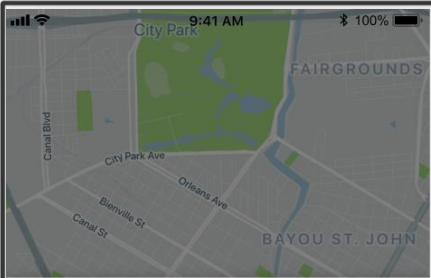 9:41 AM
100%
City Park
FAIRGROUNDS
Canal Blvd
City Park Ave
Orleans Ave
Bienville St
Canal St
BAYOU ST. JOHN